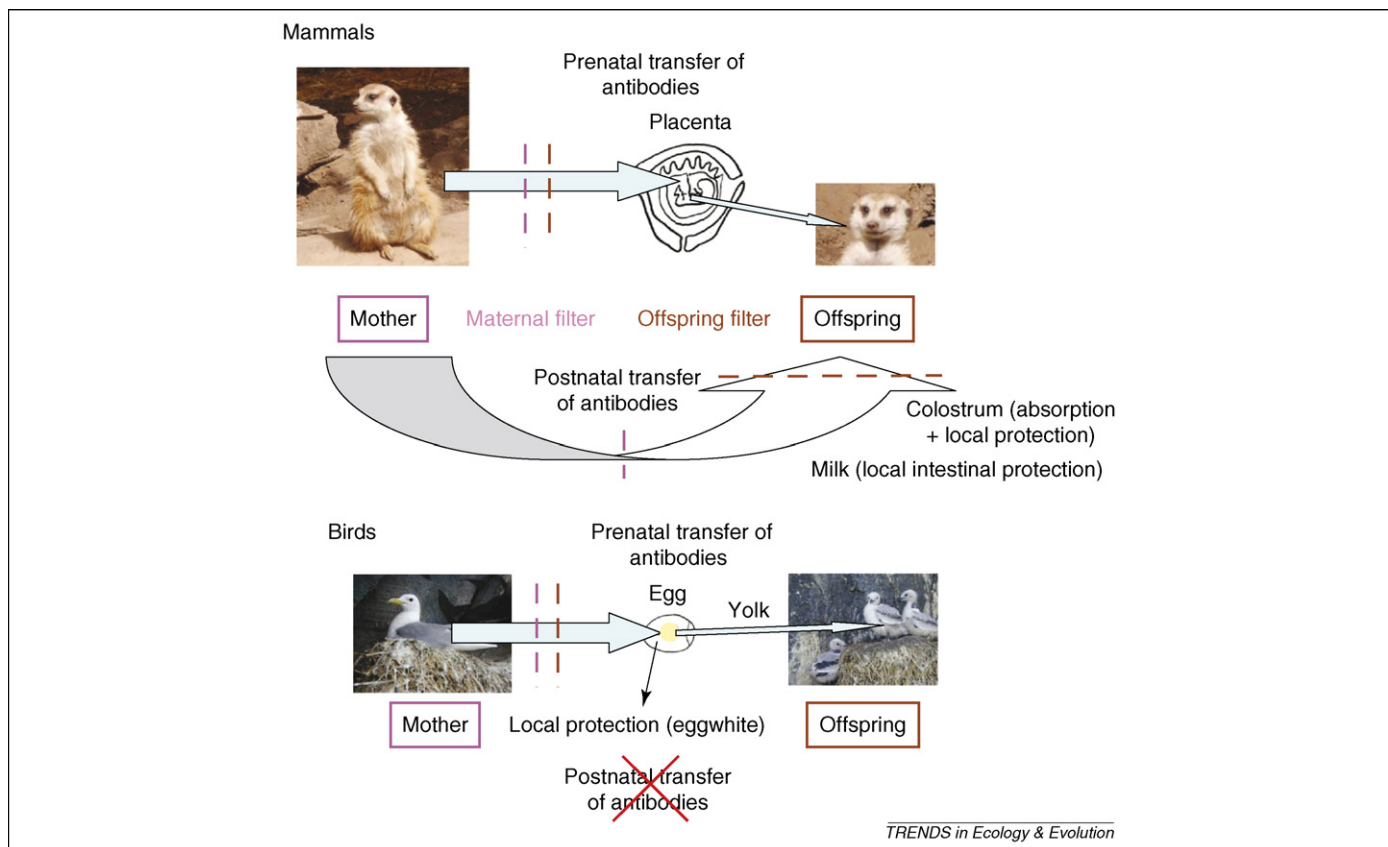 Mammals
Prenatal transfer of
antibodies
Placenta
Mother
Maternal filter
Offspring filter
Offspring
Postnatal transfer
of antibodies
Colostrum (absorption
+ local protection)
Milk (local intestinal protection)
Birds
Prenatal transfer of
antibodies
Egg
Yolk
Mother
Local protection (eggwhite)
Offspring
Postnatal transfer
of antibodies
TRENDS in Ecology & Evolution